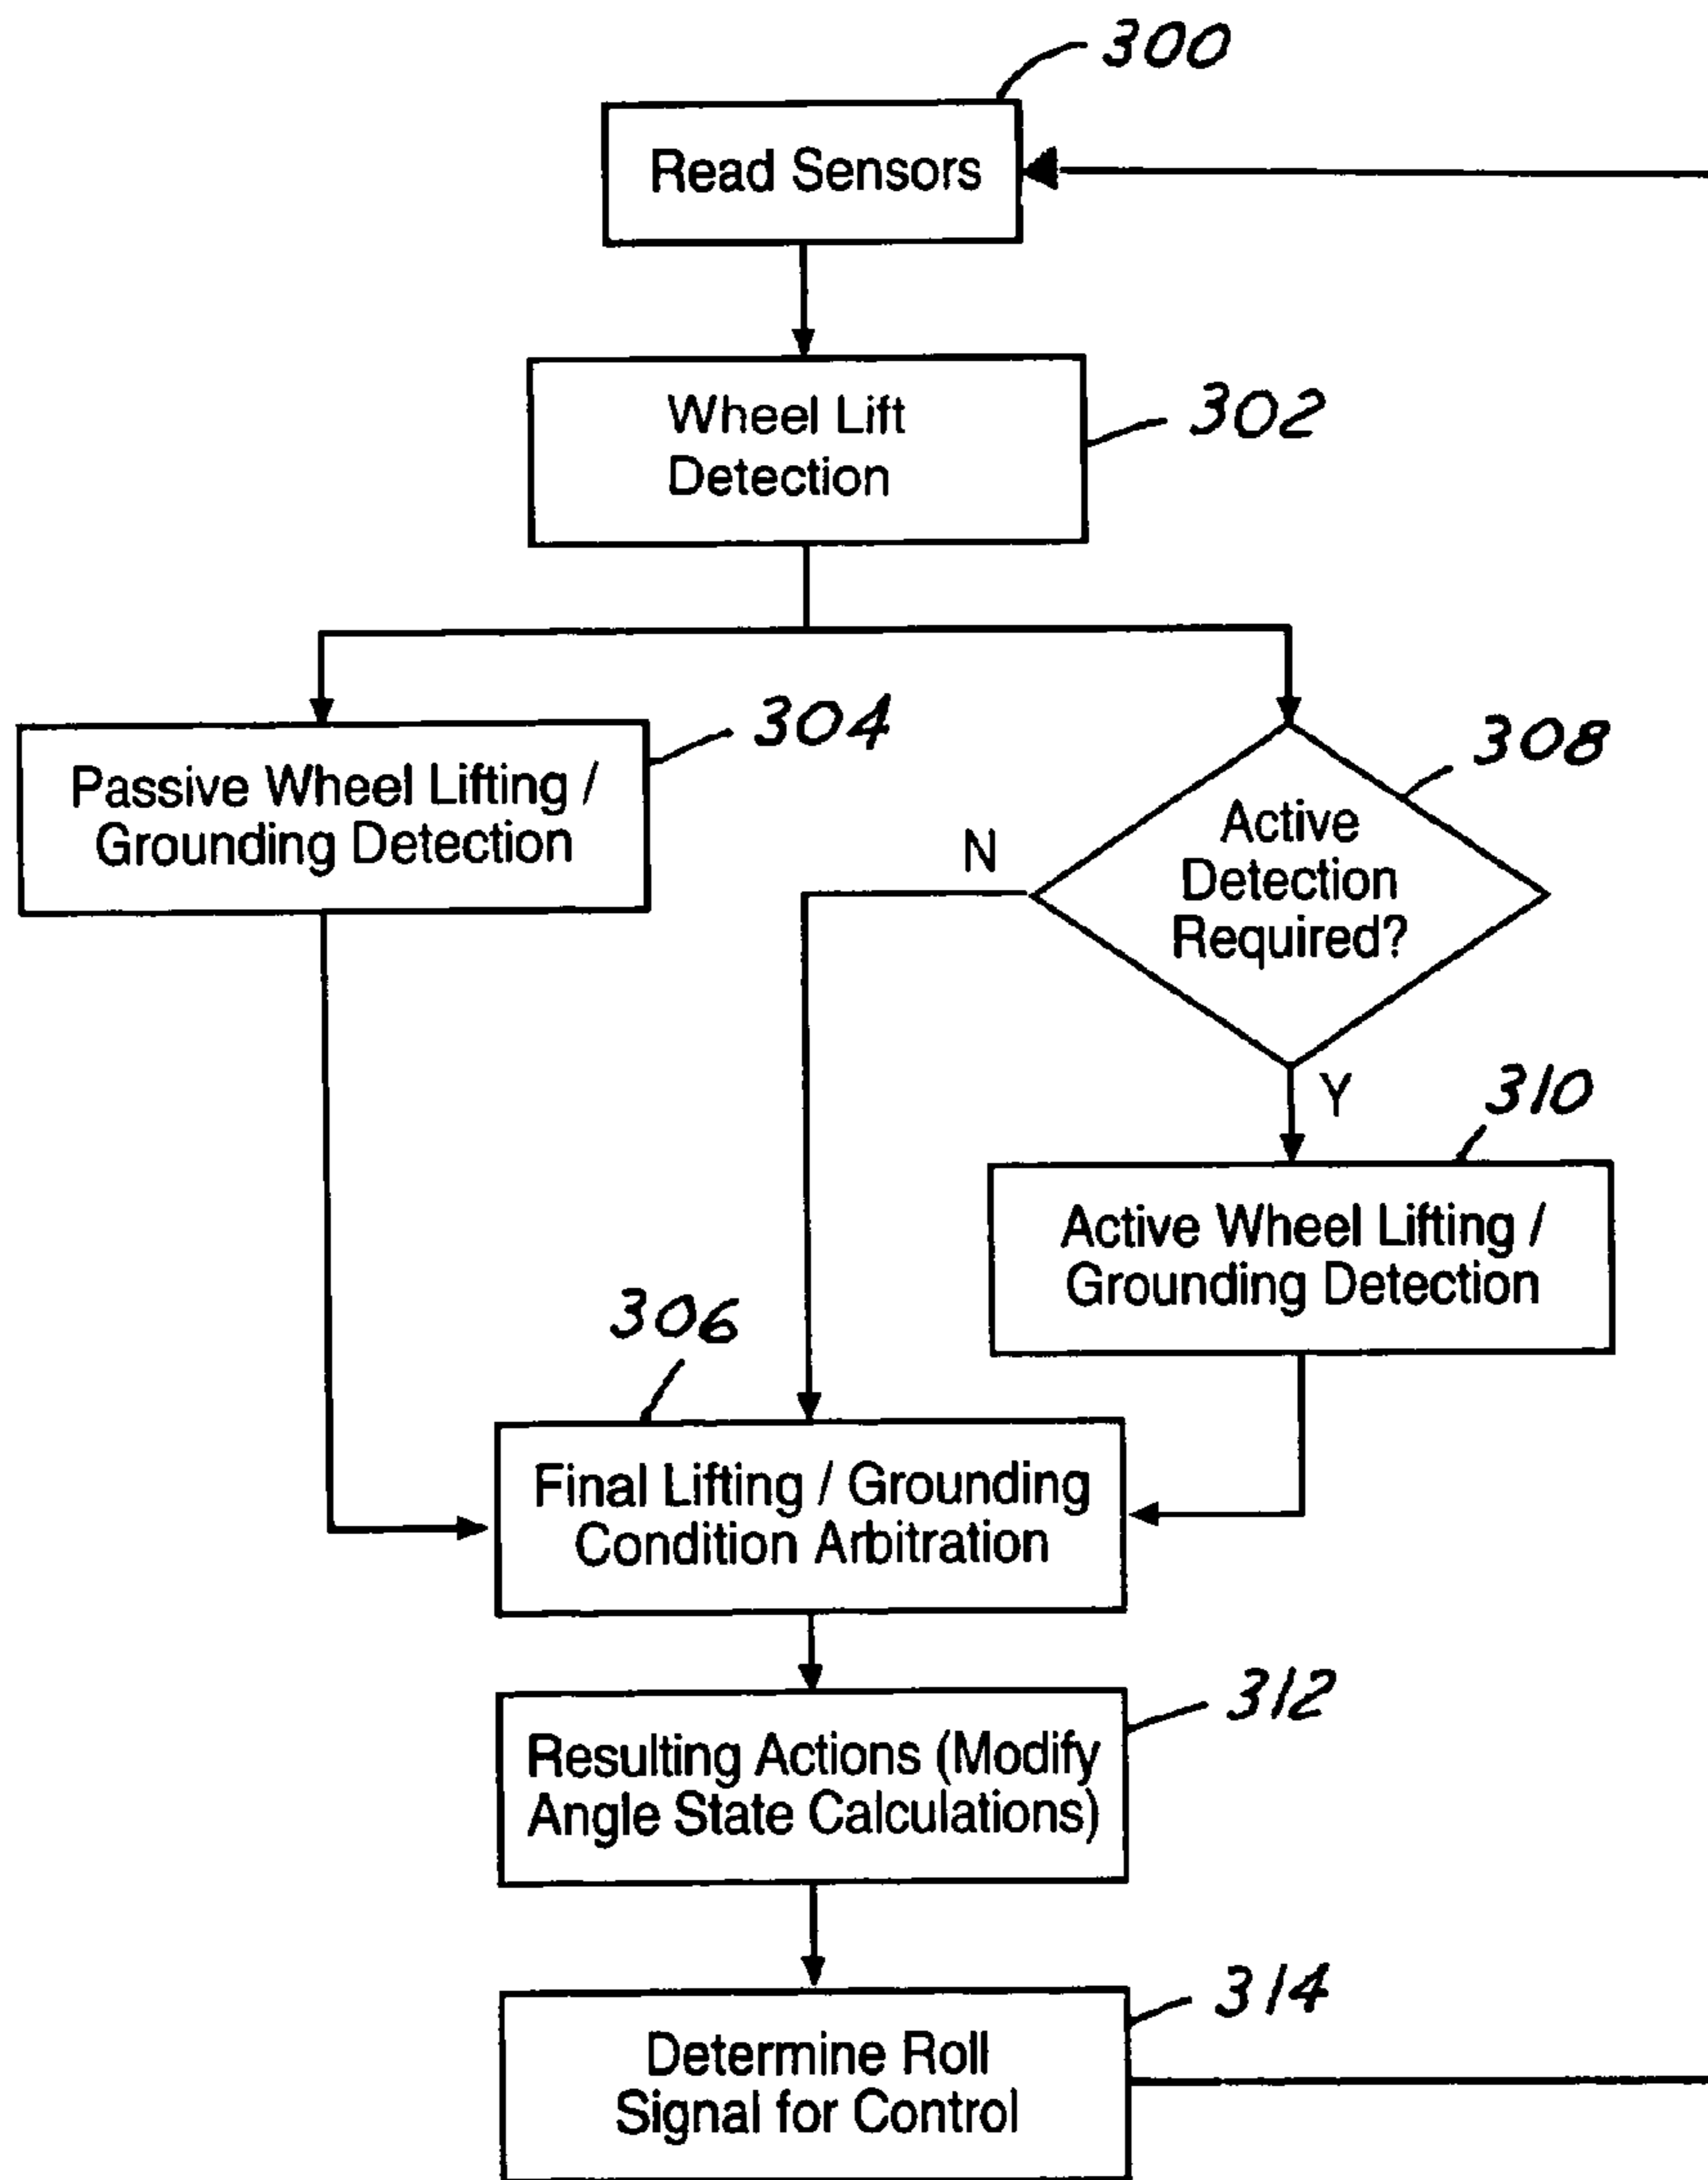 300
Read Sensors
302
Wheel Lift
Detection
304
Passive Wheel Lifting /
Grounding Detection
308
Active
Detection
Required?
N
Y
310
Active Wheel Lifting /
Grounding Detection
306
Final Lifting / Grounding
Condition Arbitration
312
Resulting Actions (Modify
Angle State Calculations)
314
Determine Roll
Signal for Control